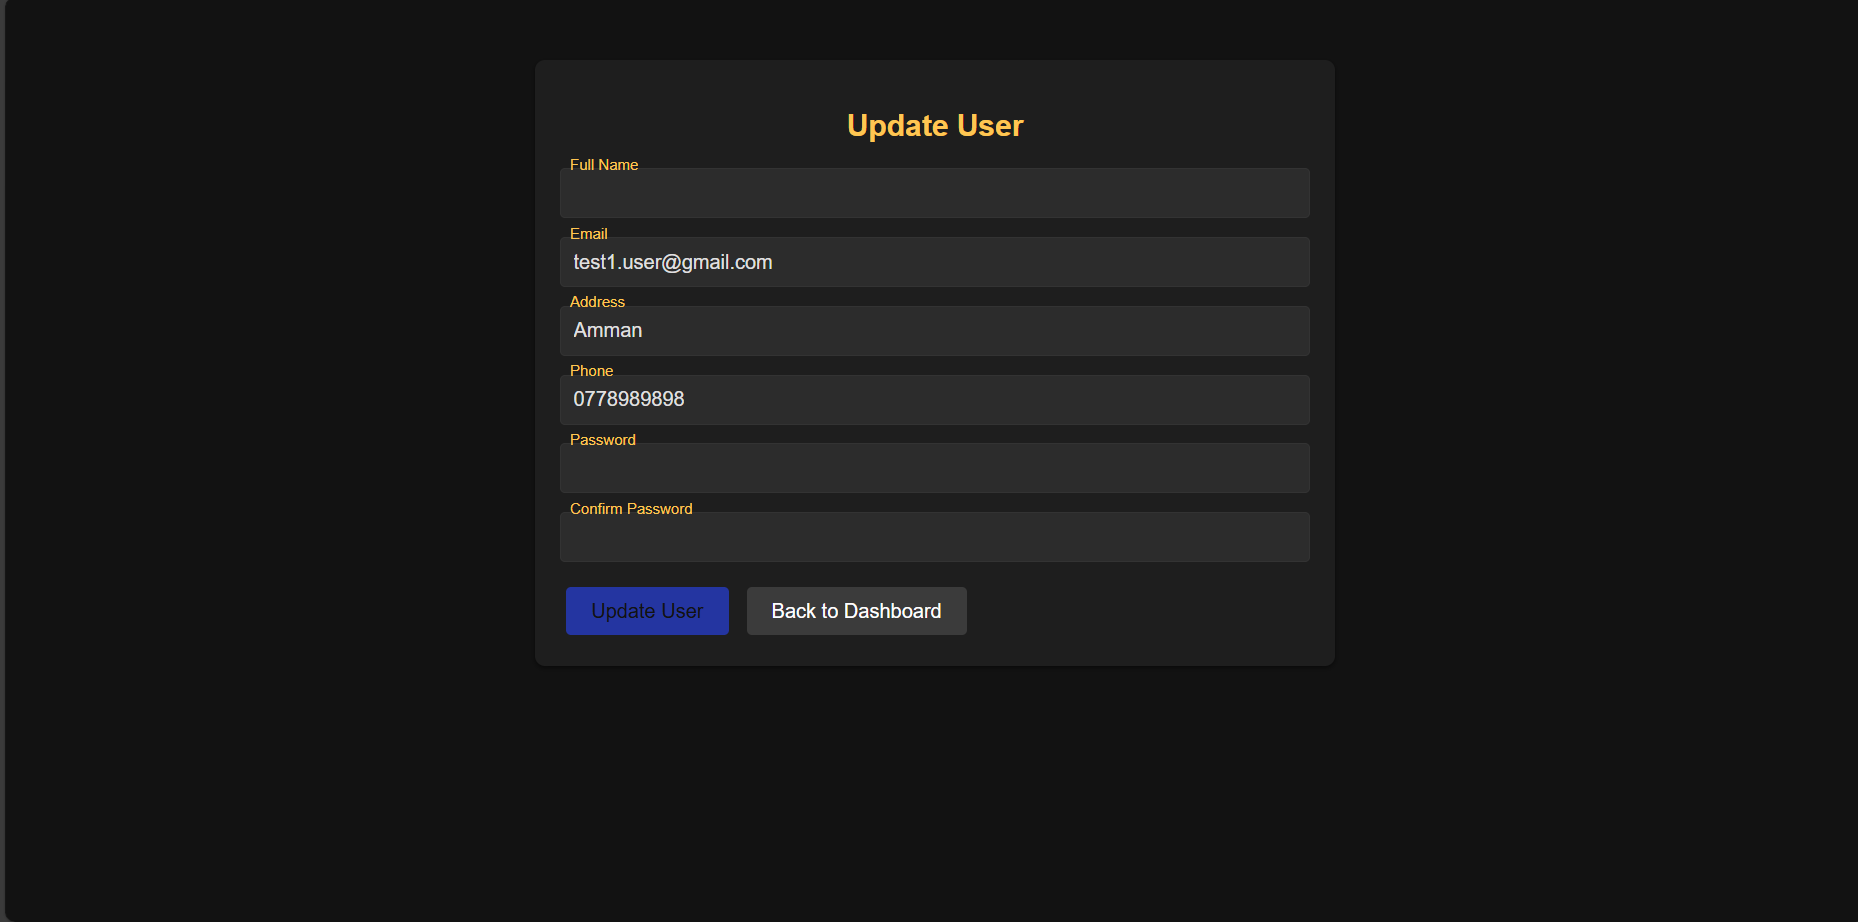 Update User
Full Name
Email
test1.user@gmail.com
Address
Amman
Phone
0778989898
Password
Confirm Password
Update User Back to Dashboard